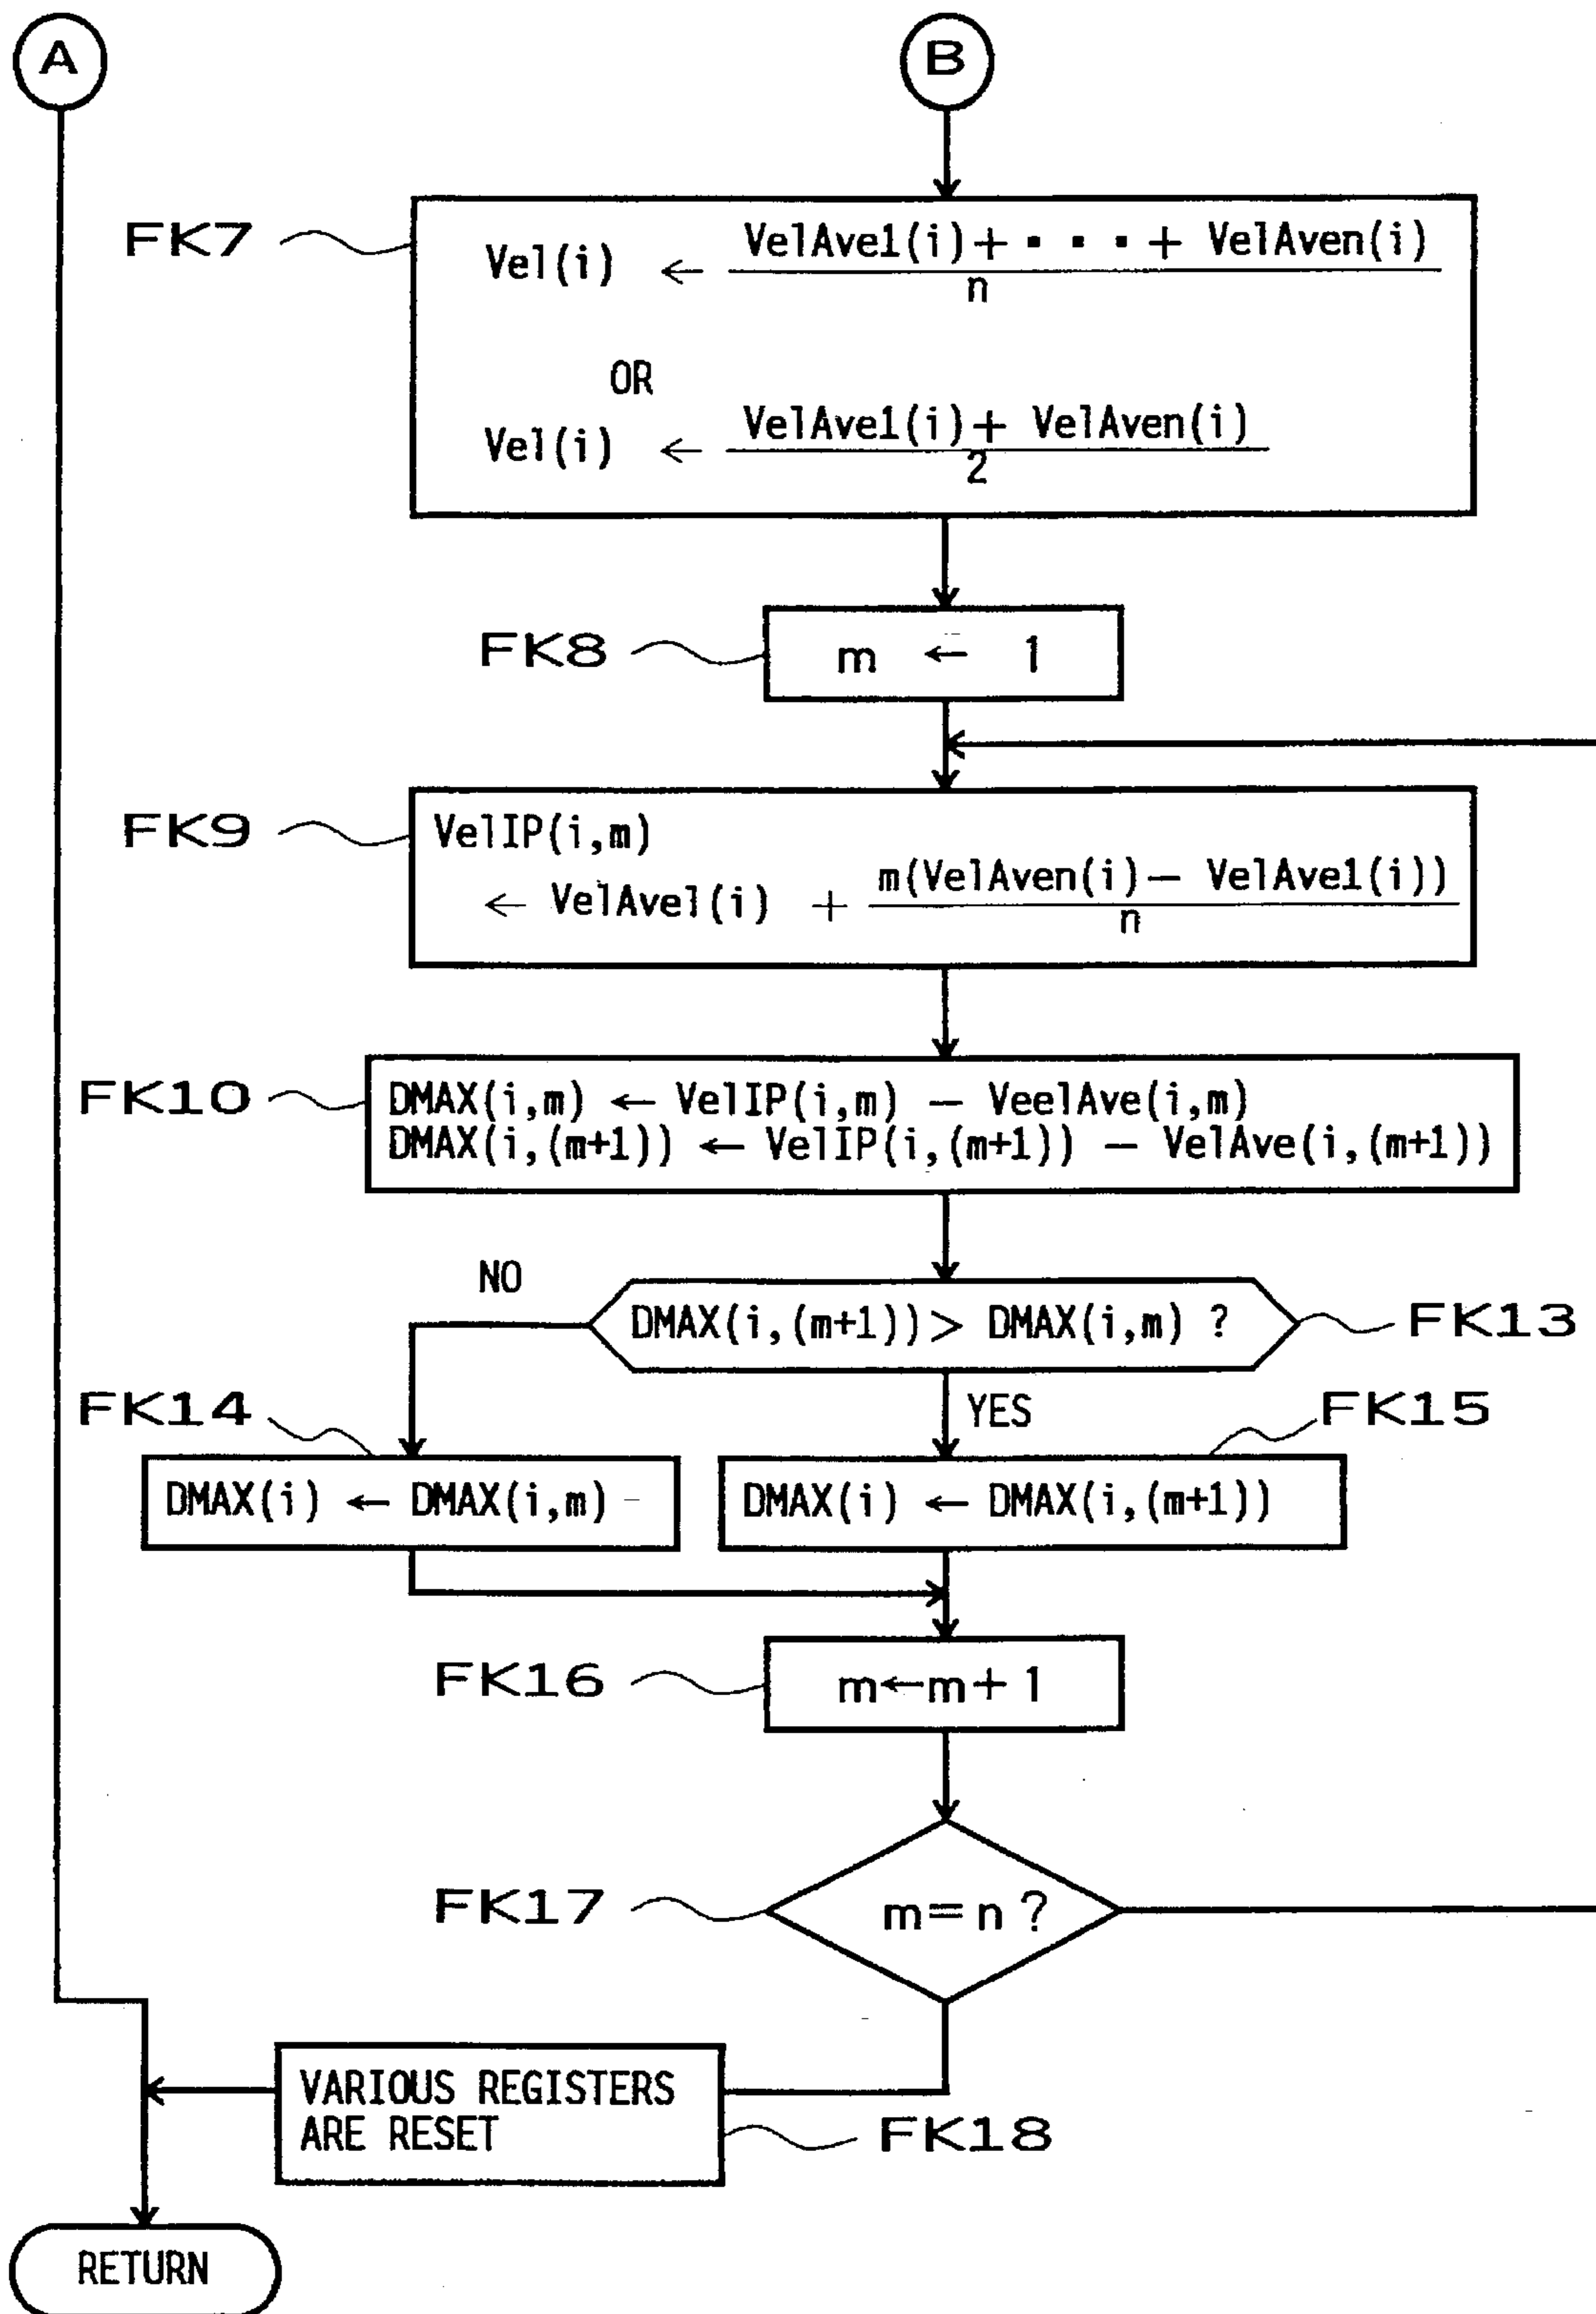 A
B
FK7
Vel(i) ← VelAve1(i)+ ･ ･ ･ + VelAven(i)
n
OR
Vel(i) ← VelAve1(i)+ VelAven(i)
2
FK8
m ← 1
FK9
VelIP(i,m)
← VelAve1(i) + m(VelAven(i)− VelAve1(i))
n
FK10
DMAX(i,m) ← VelIP(i,m) − VeelAve(i,m)
DMAX(i,(m+1)) ← VelIP(i,(m+1)) − VelAve(i,(m+1))
NO
DMAX(i,(m+1))> DMAX(i,m) ?
FK13
FK14
YES
FK15
DMAX(i) ← DMAX(i,m)
DMAX(i) ← DMAX(i,(m+1))
FK16
m←m+1
FK17
m=n?
VARIOUS REGISTERS
ARE RESET
FK18
RETURN